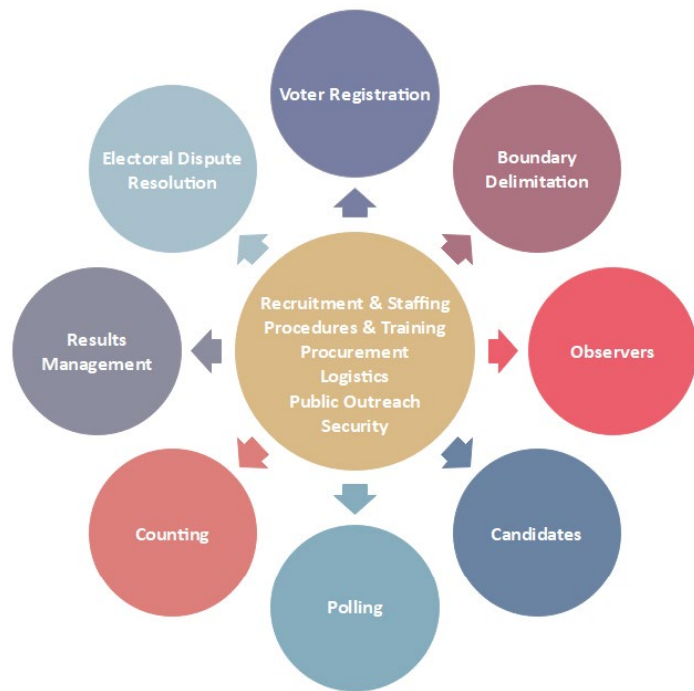 Voter Registration
Boundary
Delimitation
Observers
Candidates
Polling
Counting
Results
Management
Electoral Dispute
Resolution
Recruitment & Staffing
Procedures & Training
Procurement
Logistics
Public Outreach
Security